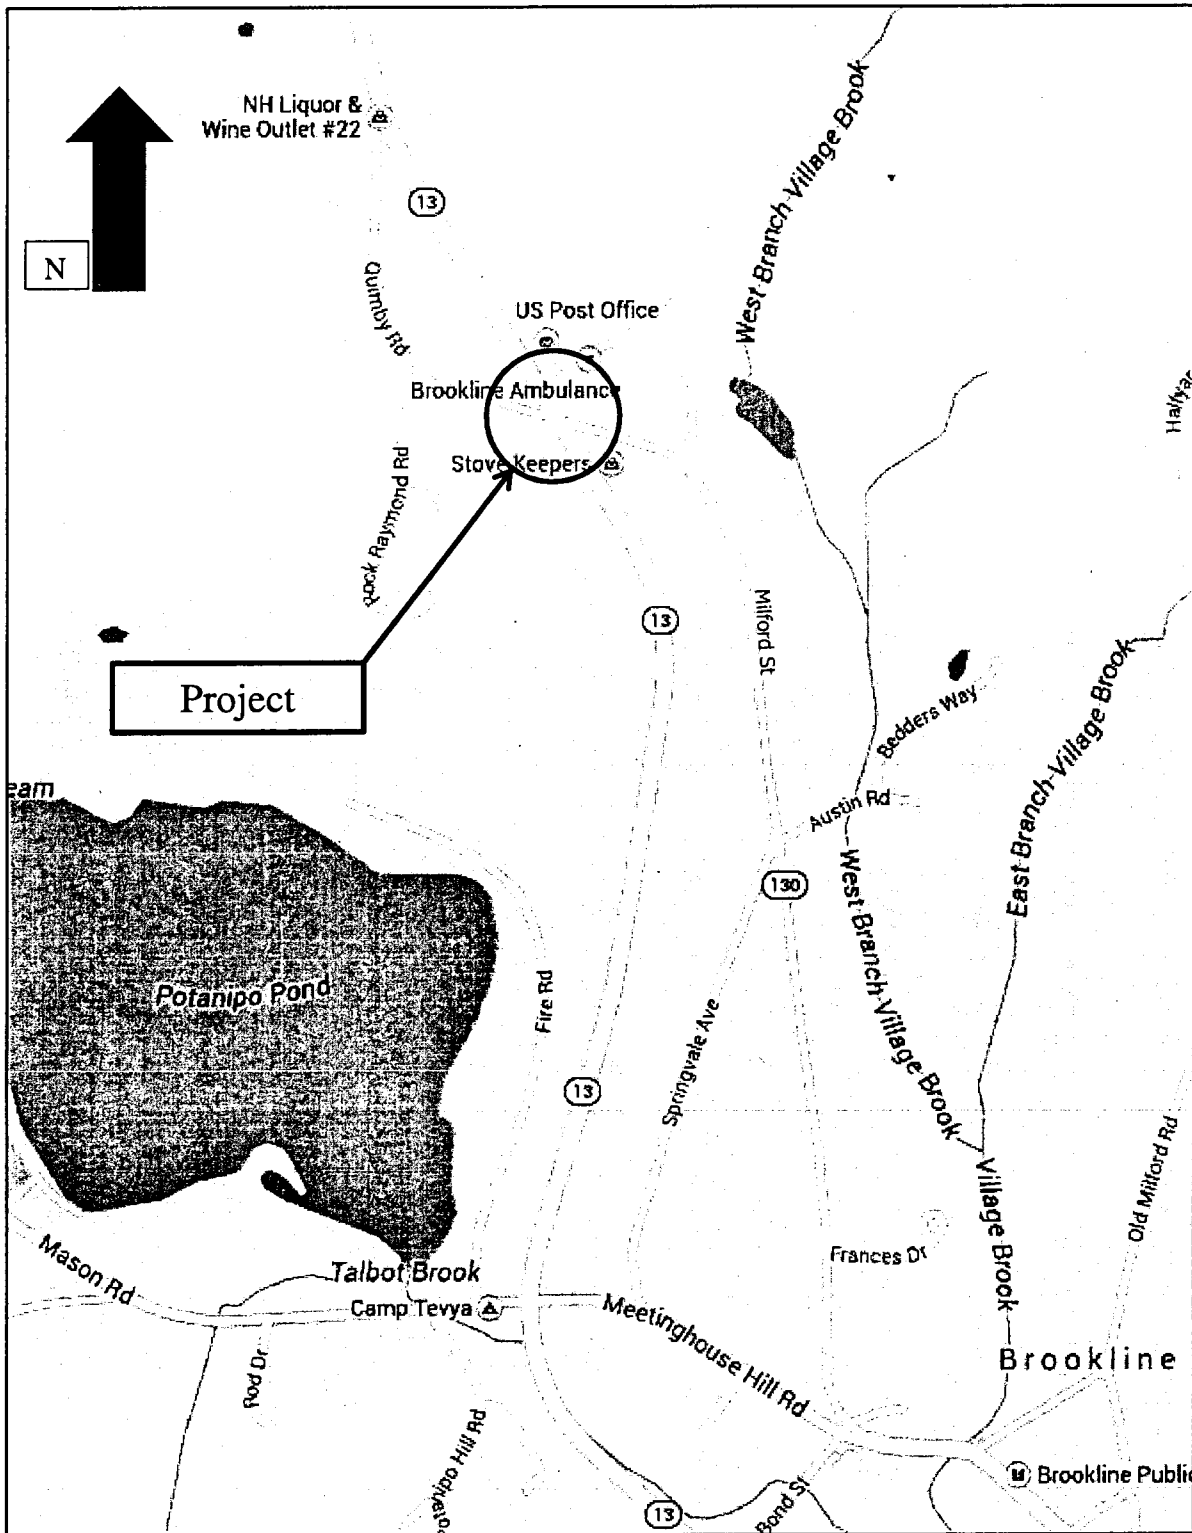 NH Liquor &
Wine Outlet #22
West Branch Village Brook
13
N
Quimby Rd
US Post Office
Brookline Ambulance
Stove Keepers
Rock Raymond Rd
13
Milford St
Project
Bedders Way
East Branch Village Brook
eam
Austin Rd
130
West Branch Village Brook
Potanipo Pond
Fire Rd
Springvale Ave
13
Old Milford Rd
Village Brook
Mason Rd
Frances Dr
Talbot Brook
Camp Tevya
Meetinghouse Hill Rd
Brookline
Rod Dr
otanipo Hill Rd
Brookline Public
Bond St
13